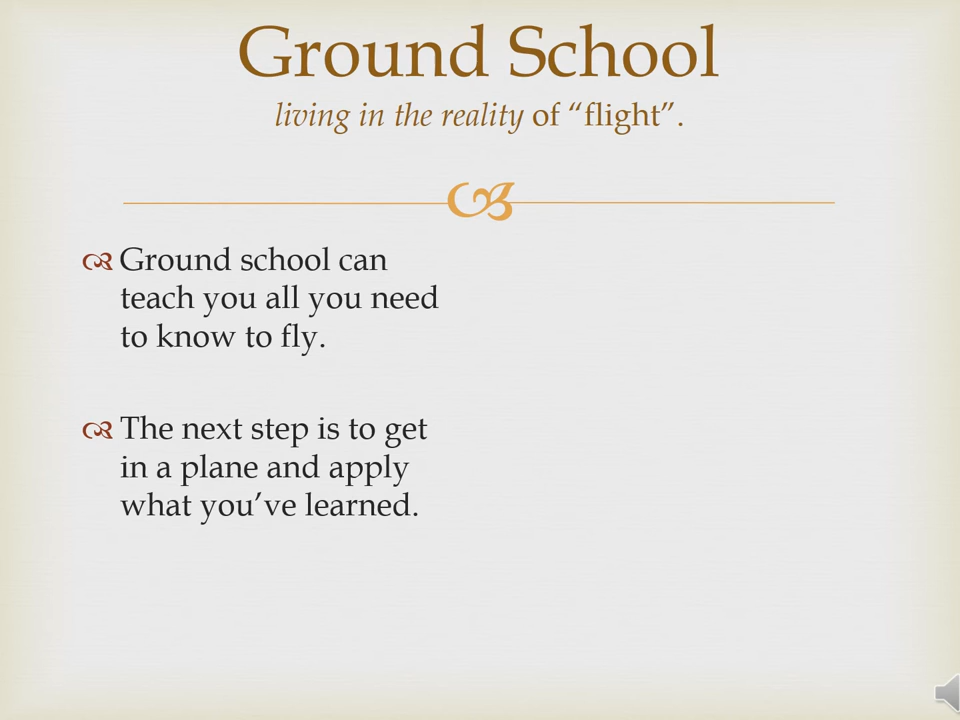 Ground School
living in the reality of “flight”.
Ground school can
teach you all you need
to know to fly.
The next step is to get
in a plane and apply
what you’ve learned.